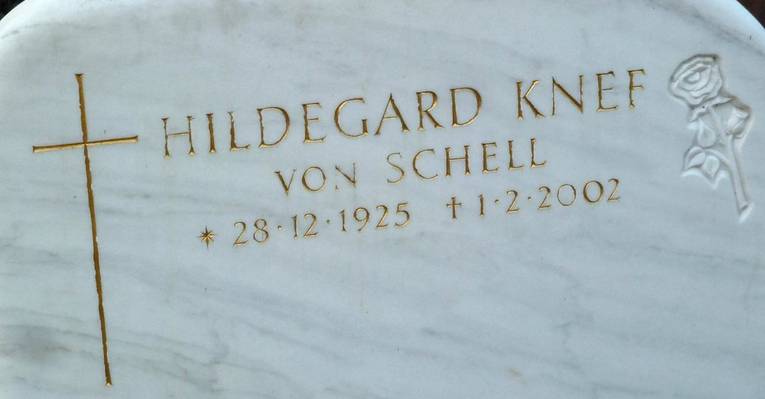 HILDEGARD KNEF
VON SCHELL
* 28·12·1925 † 1·2·2002